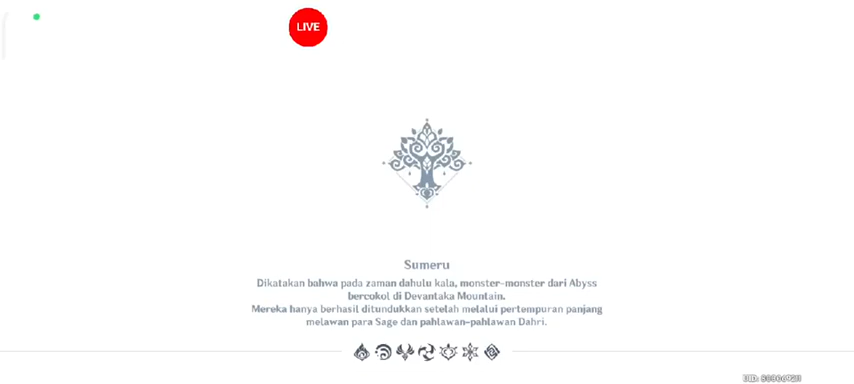 LIVE
Sumeru
Dikatakan bahwa pada zaman dahulu kala, monster-monster dari Abyss
bercokol di Devantaka Mountain.
Mereka hanya berhasil ditundukkan setelah melalui pertempuran panjang
melawan para Sage dan pahlawan-pahlawan Dahri.
UID: